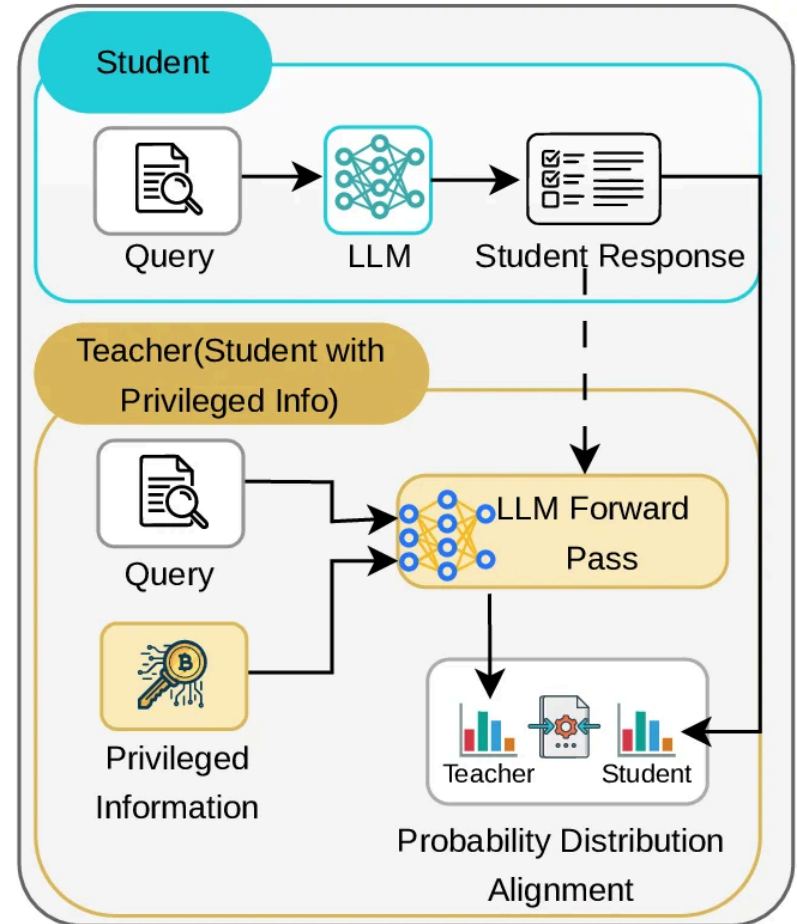 Student
Query
LLM
Student Response
Teacher(Student with
Privileged Info)
Query
LLM Forward
Pass
Privileged
Information
B
Teacher
Student
Probability Distribution
Alignment